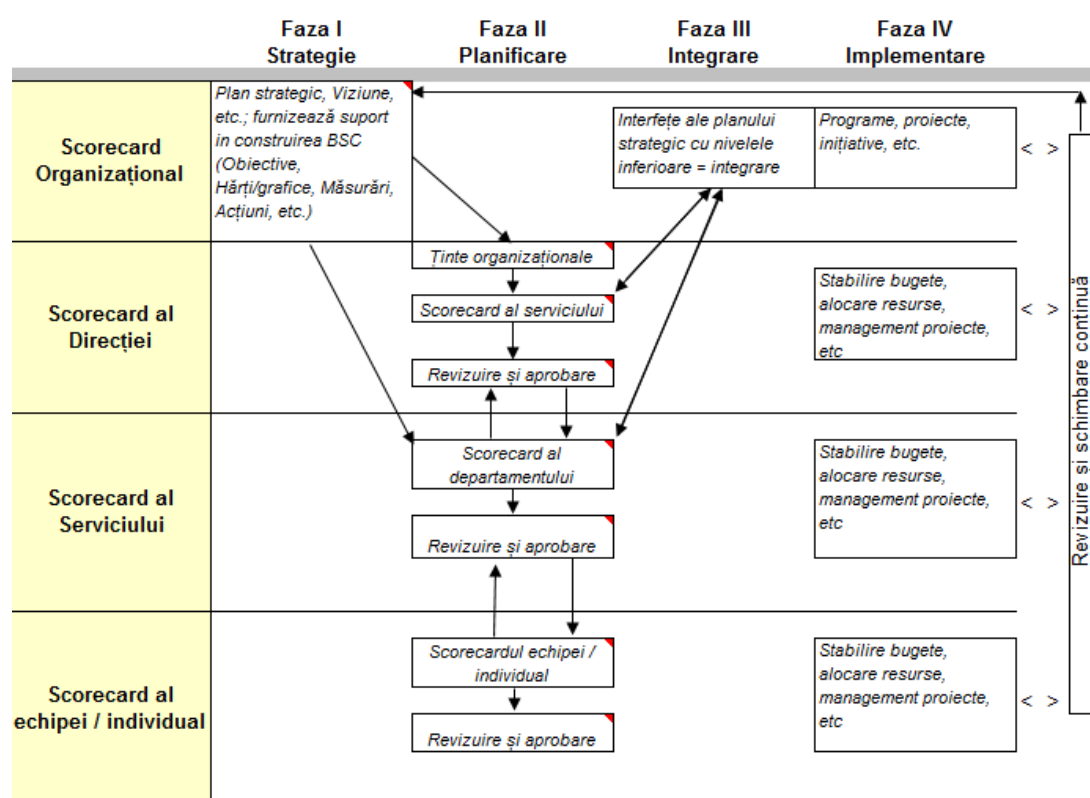 Faza I
Strategie
Faza II
Planificare
Faza III
Integrare
Faza IV
Implementare
Scorecard
Organizațional
Plan strategic, Viziune,
etc.; furnizează suport
in construirea BSC
(Obiective,
Hărți/grafice, Măsurări,
Acțiuni, etc.)
Interfețe ale planului
strategic cu nivelele
inferioare = integrare
Programe, proiecte,
inițiative, etc.
< >
Scorecard al
Direcției
Ținte organizaționale
Scorecard al serviciului
Revizuire și aprobare
Stabilire bugete,
alocare resurse,
management proiecte,
etc
< >
Scorecard al
Serviciului
Scorecard al
departamentului
Revizuire și aprobare
Stabilire bugete,
alocare resurse,
management proiecte,
etc
< >
Scorecard al
echipei / individual
Scorecardul echipei /
individual
Revizuire și aprobare
Stabilire bugete,
alocare resurse,
management proiecte,
etc
< >
Revizuire și schimbare continuă